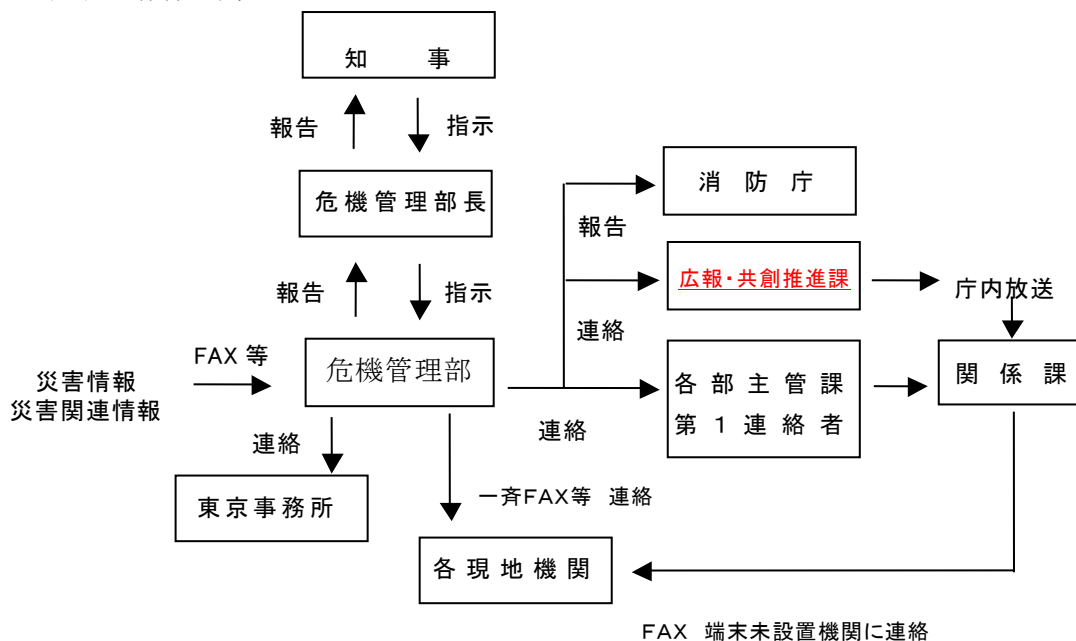 知　　事
報告
指示
危機管理部長
消　防　庁
報告
報告
指示
広報・共創推進課
庁内放送
連絡
FAX 等
危機管理部
災害情報
災害関連情報
各部主管課
第１連絡者
関　係　課
連絡
連絡
東京事務所
一斉FAX等　連絡
各現地機関
FAX　端末未設置機関に連絡